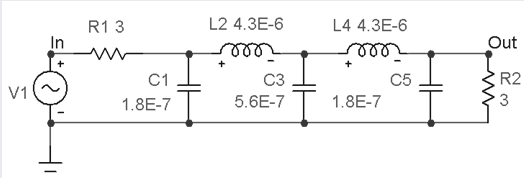 R1 3
L2 4.3E-6
L4 4.3E-6
In
Out
+
+
-
+
-
V1
C1
C3
C5
R2
1.8E-7
5.6E-7
1.8E-7
3
-